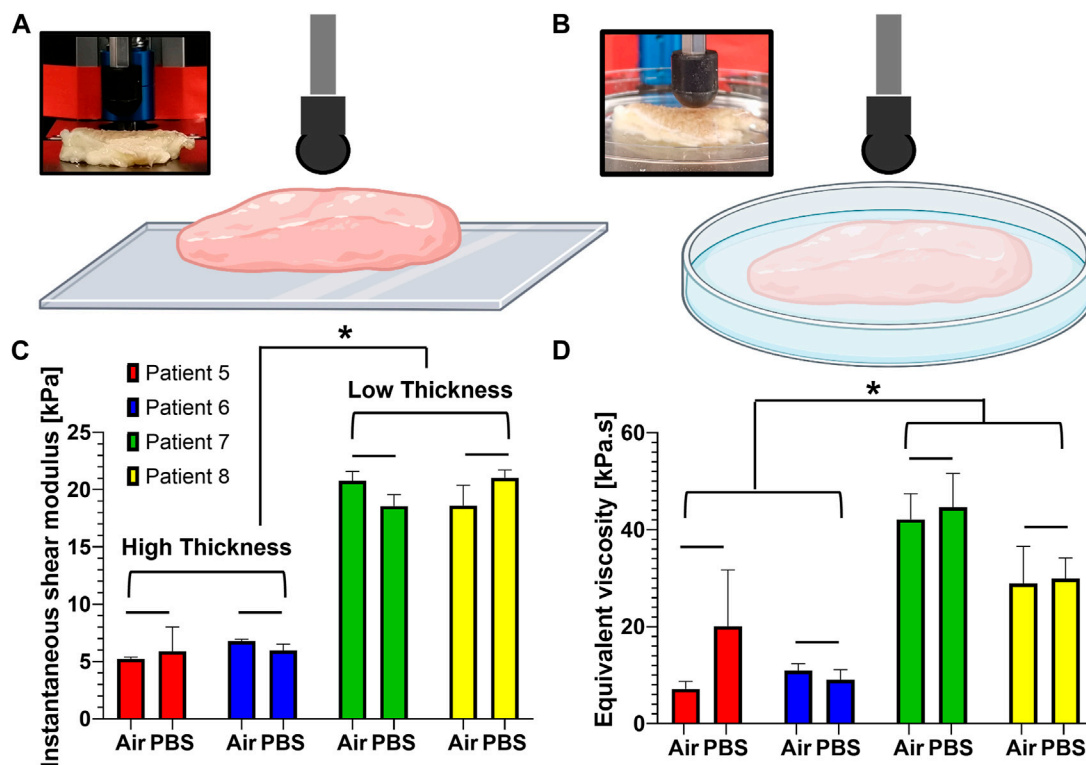 A
B
C
Instantaneous shear modulus [kPa]
Patient 5
Patient 6
Patient 7
Patient 8
*
High Thickness
Low Thickness
25
20
15
10
5
0
Air PBS Air PBS Air PBS Air PBS
D
Equivalent viscosity [kPa.s]
*
60
40
20
0
Air PBS Air PBS Air PBS Air PBS